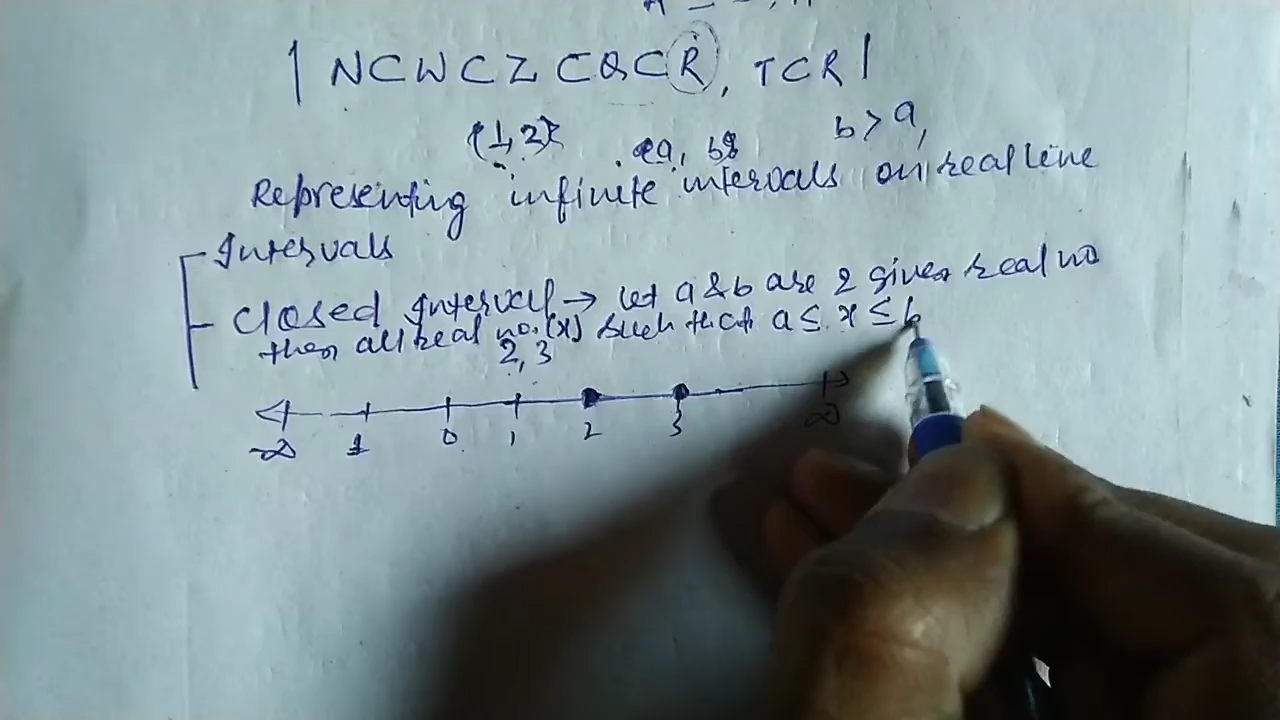 | N C W C Z C Q C R, T C R |
{1, 2} {a, b} b > a,
Representing infinite intervals on real line
Intervals
Closed Interval → let a & b are 2 given real no
then all real no. (x) such that a ≤ x ≤ b
2, 3
-∞ 1 0 1 2 3 ∞